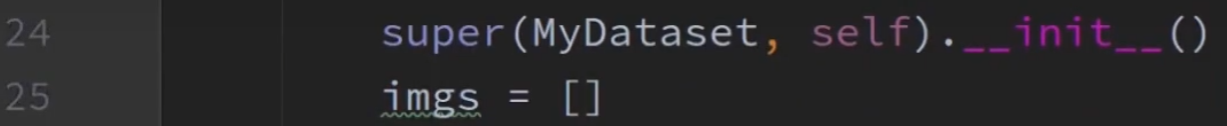 24 super(MyDataset, self).__init__()
25 imgs = []